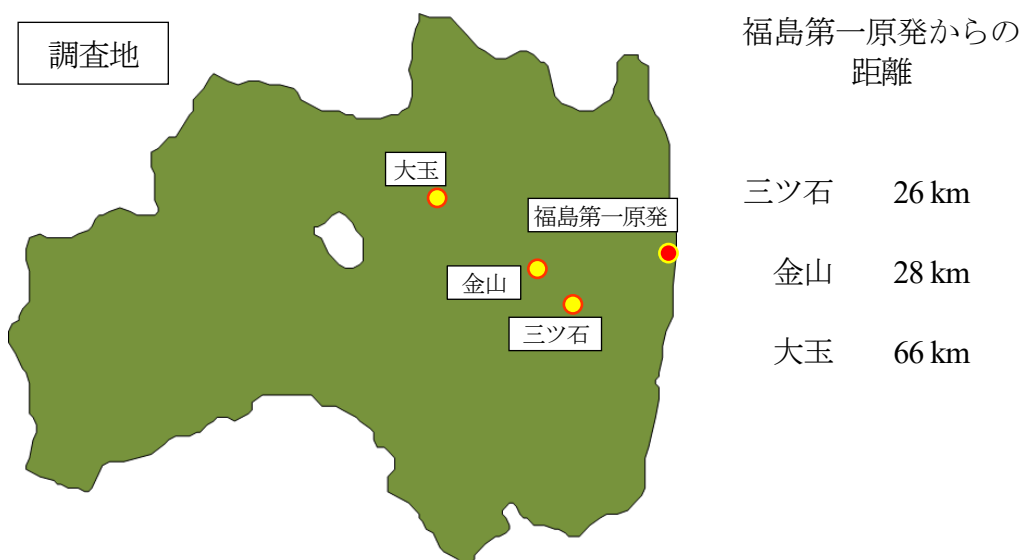 調査地
福島第一原発からの
距離
大玉
福島第一原発
金山
三ツ石
三ツ石 26 km
金山 28 km
大玉 66 km